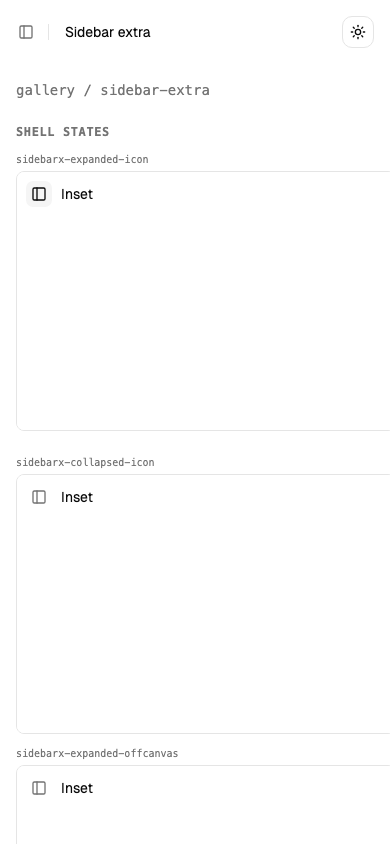 Sidebar extra
gallery / sidebar-extra
SHELL STATES
sidebarx-expanded-icon
Inset
sidebarx-collapsed-icon
Inset
sidebarx-expanded-offcanvas
Inset